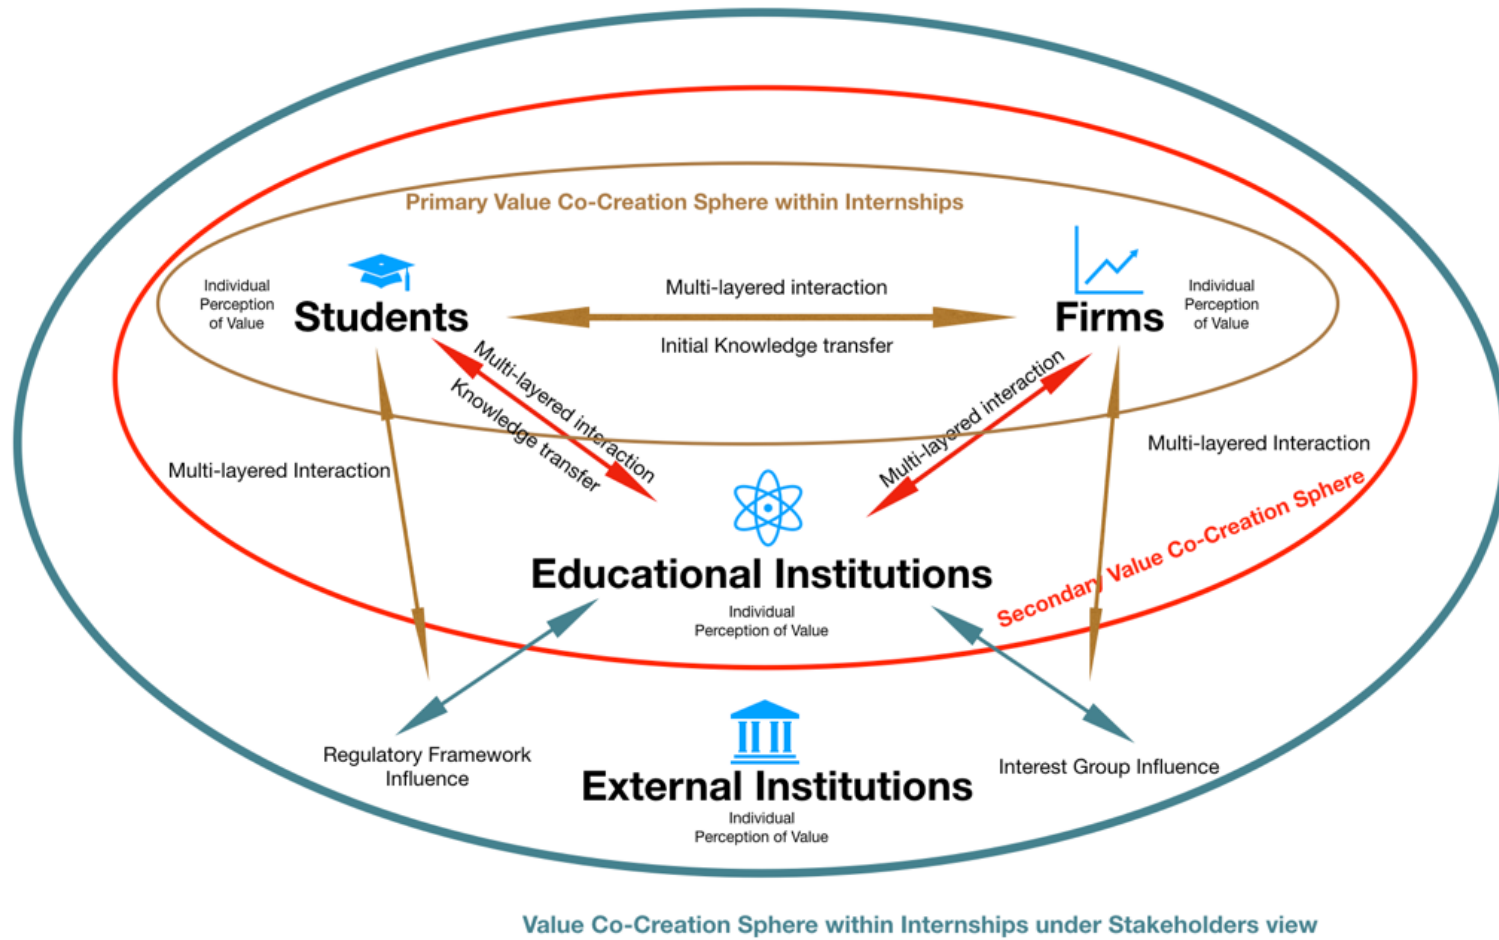 Primary Value Co-Creation Sphere within Internships
Individual
Perception
of Value
Students
Multi-layered interaction
Initial Knowledge transfer
Firms
Individual
Perception
of Value
Multi-layered interaction
Knowledge transfer
Multi-layered interaction
Multi-layered Interaction
Multi-layered Interaction
Secondary Value Co-Creation Sphere
Educational Institutions
Individual
Perception of Value
Regulatory Framework
Influence
Interest Group Influence
External Institutions
Individual
Perception of Value
Value Co-Creation Sphere within Internships under Stakeholders view